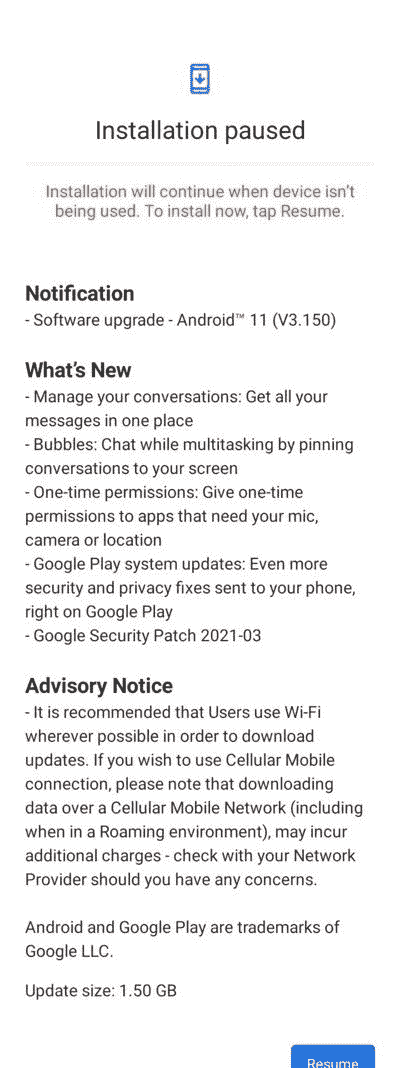 Installation paused
Installation will continue when device isn't
being used. To install now, tap Resume.
Notification
- Software upgrade - Android™ 11 (V3.150)
What's New
- Manage your conversations: Get all your
messages in one place
- Bubbles: Chat while multitasking by pinning
conversations to your screen
- One-time permissions: Give one-time
permissions to apps that need your mic,
camera or location
- Google Play system updates: Even more
security and privacy fixes sent to your phone,
right on Google Play
- Google Security Patch 2021-03
Advisory Notice
- It is recommended that Users use Wi-Fi
wherever possible in order to download
updates. If you wish to use Cellular Mobile
connection, please note that downloading
data over a Cellular Mobile Network (including
when in a Roaming environment), may incur
additional charges - check with your Network
Provider should you have any concerns.
Android and Google Play are trademarks of
Google LLC.
Update size: 1.50 GB
Resume